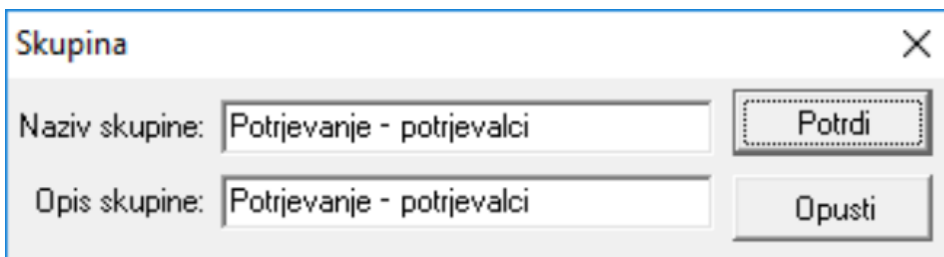 Skupina
Naziv skupine: Potrjevanje - potrjevalci Potrdi
Opis skupine: Potrjevanje - potrjevalci Opusti